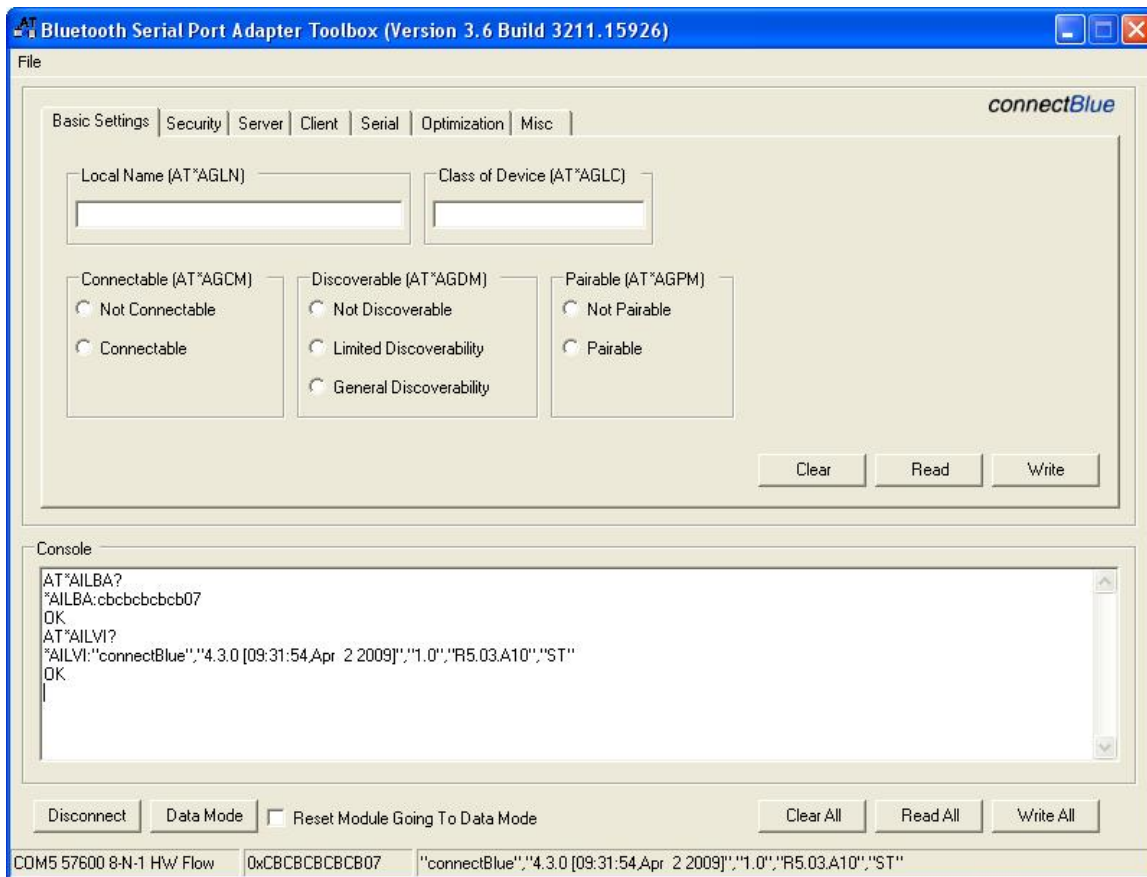 AT
Bluetooth Serial Port Adapter Toolbox (Version 3.6 Build 3211.15926)
File
connectBlue
Basic Settings Security Server Client Serial Optimization Misc
Local Name (AT*AGLN) Class of Device (AT*AGLC)
Connectable (AT*AGCM) Discoverable (AT*AGDM) Pairable (AT*AGPM)
Not Connectable Not Discoverable Not Pairable
Connectable Limited Discoverability Pairable
General Discoverability
Clear Read Write
Console
AT*AILBA?
*AILBA:cbcbcbcbcb07
OK
AT*AILVI?
*AILVI:"connectBlue","4.3.0 [09:31:54,Apr  2 2009]","1.0","R5.03.A10","ST"
OK
Disconnect Data Mode Reset Module Going To Data Mode Clear All Read All Write All
COM5 57600 8-N-1 HW Flow 0xCBCBCBCBCB07 "connectBlue","4.3.0 [09:31:54,Apr  2 2009]","1.0","R5.03.A10","ST"